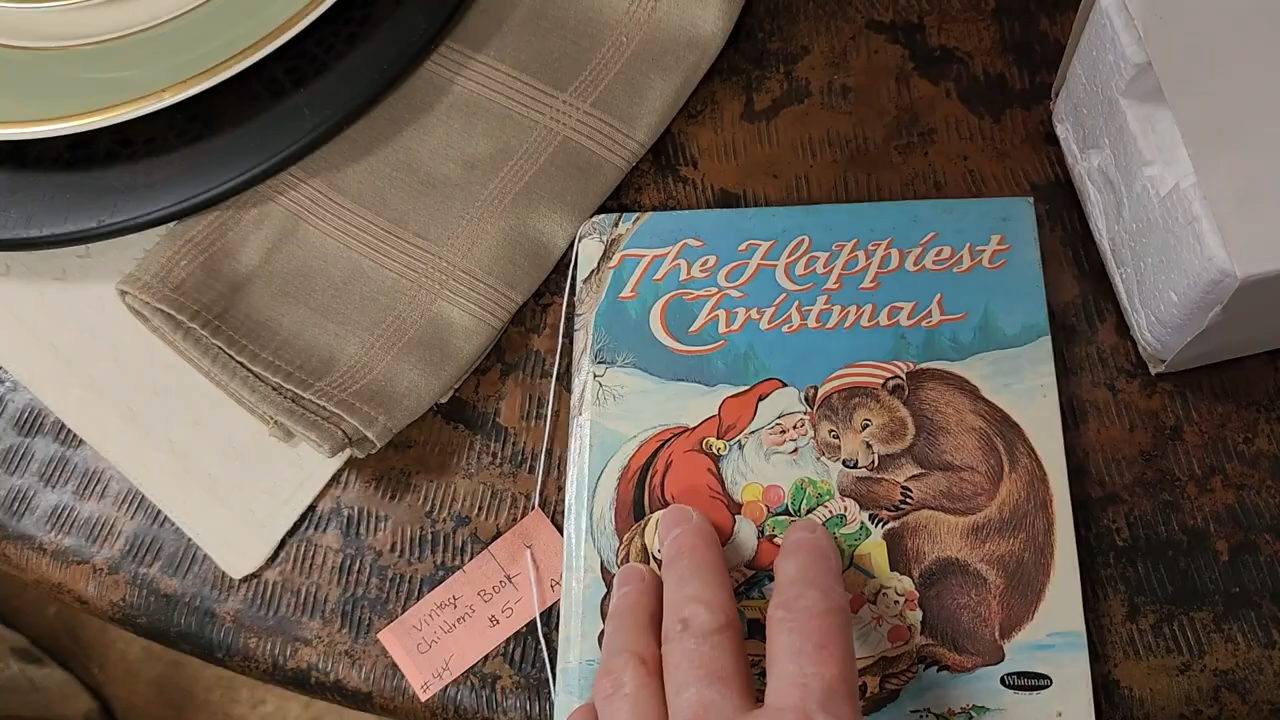 The Happiest
Christmas
Vintage
Children's Book
$5-
A
#44
Whitman